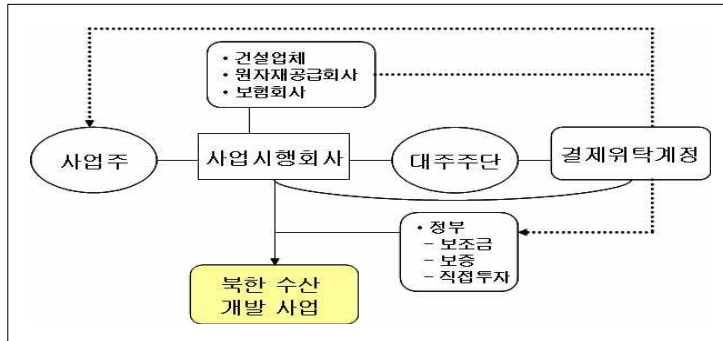 • 건설업체
• 원자재공급회사
• 보험회사
사업주
사업시행회사
대주주단
결제위탁계정
• 정부
– 보조금
– 보증
– 직접투자
북한 수산
개발 사업